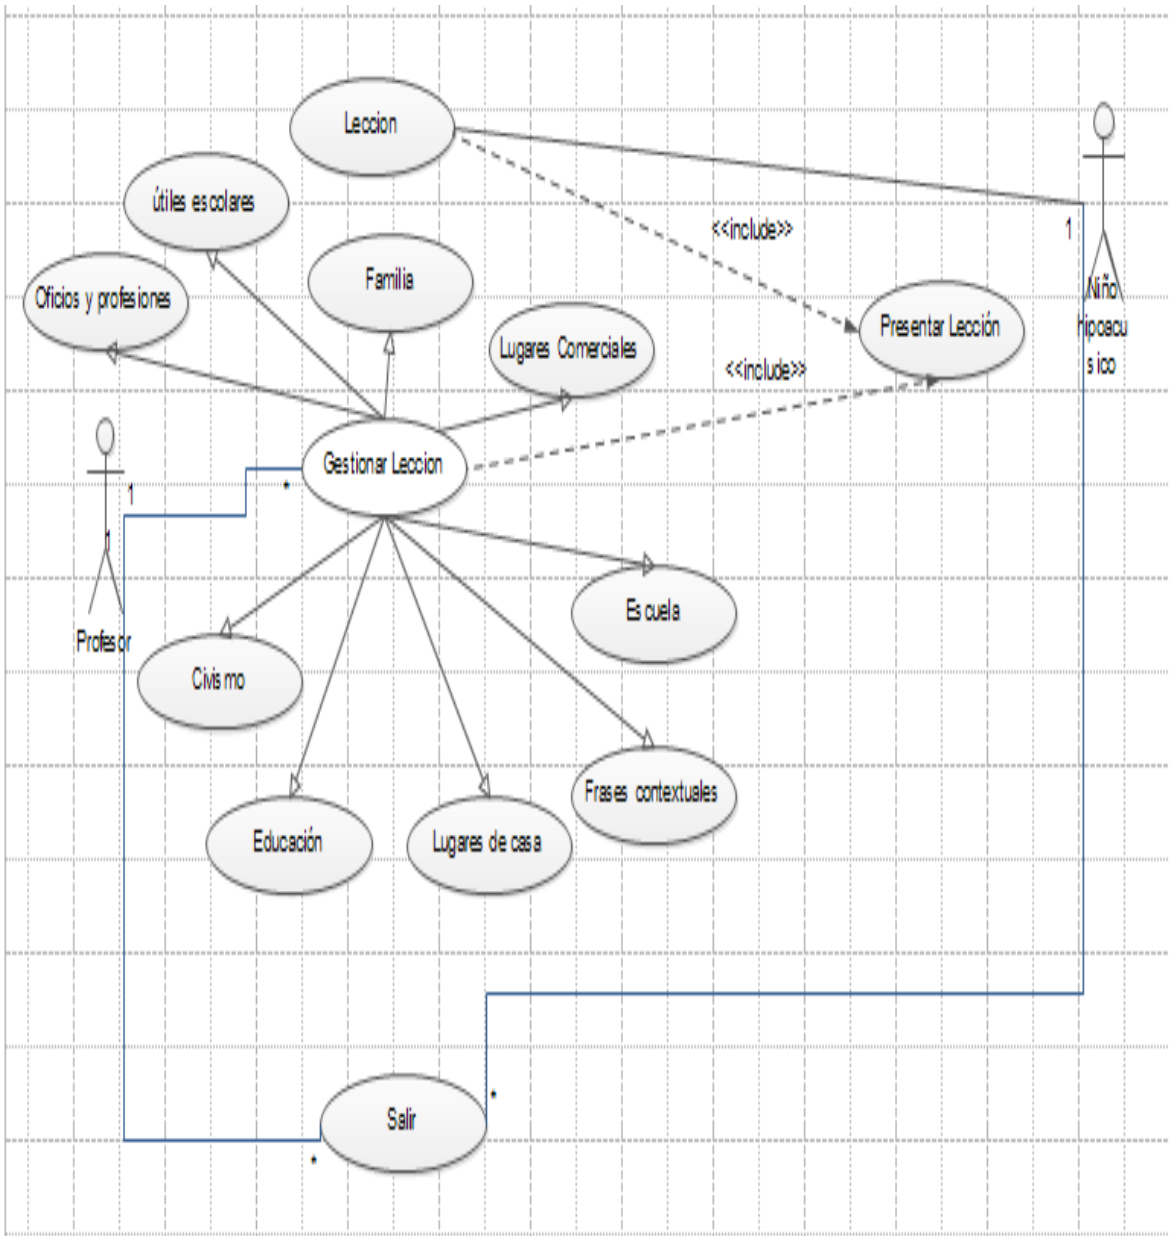 Leccion
útiles escolares
<<include>>
1
Familia
Oficios y profesiones
Niño
hipoacu
sico
Presentar Lección
Lugares Comerciales
<<include>>
Gestionar Leccion
*
1
1
Profesor
Escuela
Civismo
Frases contextuales
Educación
Lugares de casa
*
Salir
*